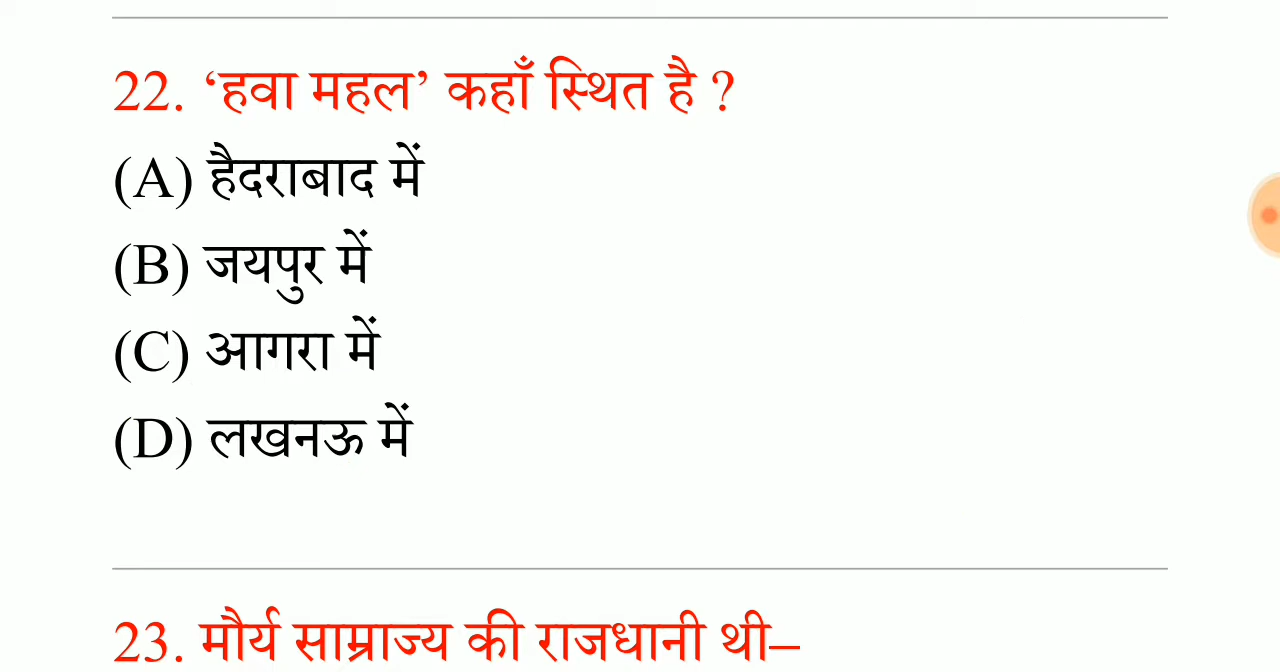 22. ‘हवा महल’ कहाँ स्थित है ?
(A) हैदराबाद में
(B) जयपुर में
(C) आगरा में
(D) लखनऊ में
23. मौर्य साम्राज्य की राजधानी थी–